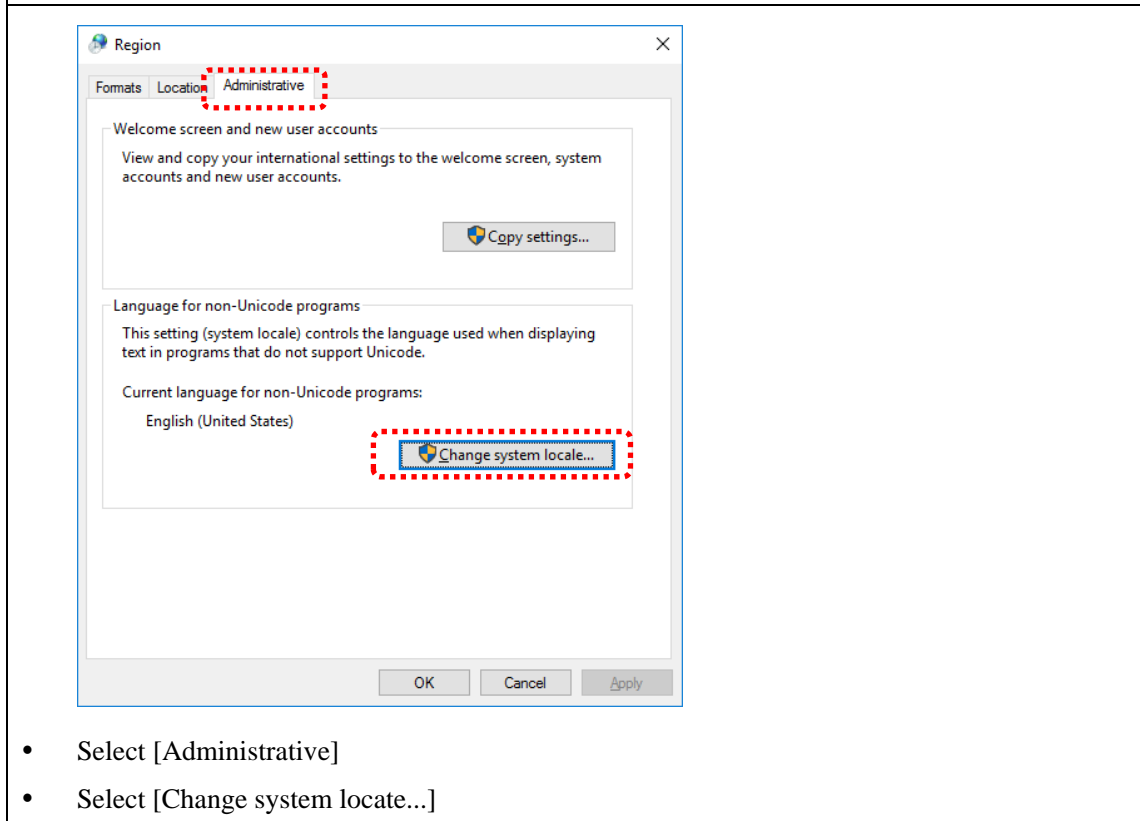 Region
Formats Location Administrative
Welcome screen and new user accounts
View and copy your international settings to the welcome screen, system
accounts and new user accounts.
Copy settings...
Language for non-Unicode programs
This setting (system locale) controls the language used when displaying
text in programs that do not support Unicode.
Current language for non-Unicode programs:
English (United States)
Change system locale...
OK Cancel Apply
• Select [Administrative]
• Select [Change system locate...]